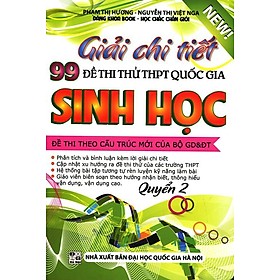 PHẠM THỊ HƯƠNG - NGUYỄN THỊ VIỆT NGA
ĐĂNG KHOA BOOK - HỌC CHẮC CHẮN GIỎI
NEW!
Giải chi tiết
99 ĐỀ THI THỬ THPT QUỐC GIA
SINH HỌC
ĐỀ THI THEO CẤU TRÚC MỚI CỦA BỘ GD&ĐT
Phân tích và bình luận kèm lời giải chi tiết
Cập nhật xu hướng ra đề thi thử của các trường THPT
Hệ thống bài tập tương tự rèn luyện kỹ năng làm bài
Giáo viên biên soạn theo hướng nhận biết, thông hiểu
vận dụng, vận dụng cao.
Quyển 2
NHÀ XUẤT BẢN ĐẠI HỌC QUỐC GIA HÀ NỘI